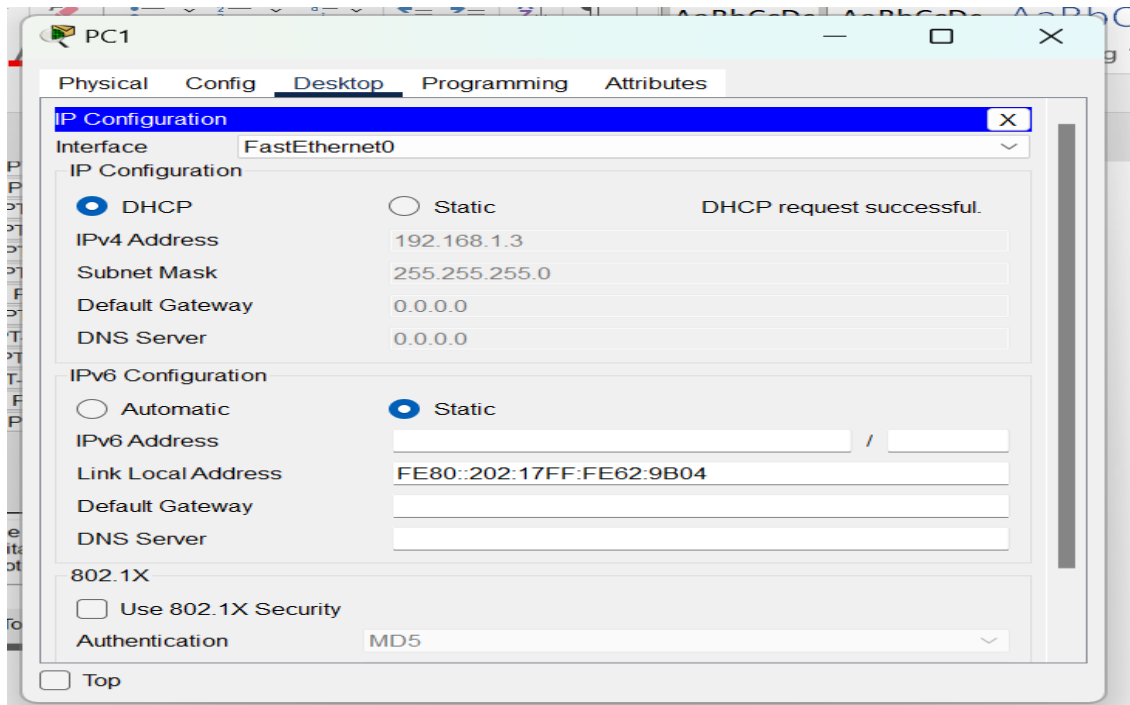 AaBbCcDc AaBbCcDc AaBbC
PC1
Physical Config Desktop Programming Attributes
IP Configuration X
Interface FastEthernet0
IP Configuration
DHCP Static DHCP request successful.
IPv4 Address 192.168.1.3
Subnet Mask 255.255.255.0
Default Gateway 0.0.0.0
DNS Server 0.0.0.0
IPv6 Configuration
Automatic Static
IPv6 Address /
Link Local Address FE80::202:17FF:FE62:9B04
Default Gateway
DNS Server
802.1X
Use 802.1X Security
Authentication MD5
Top